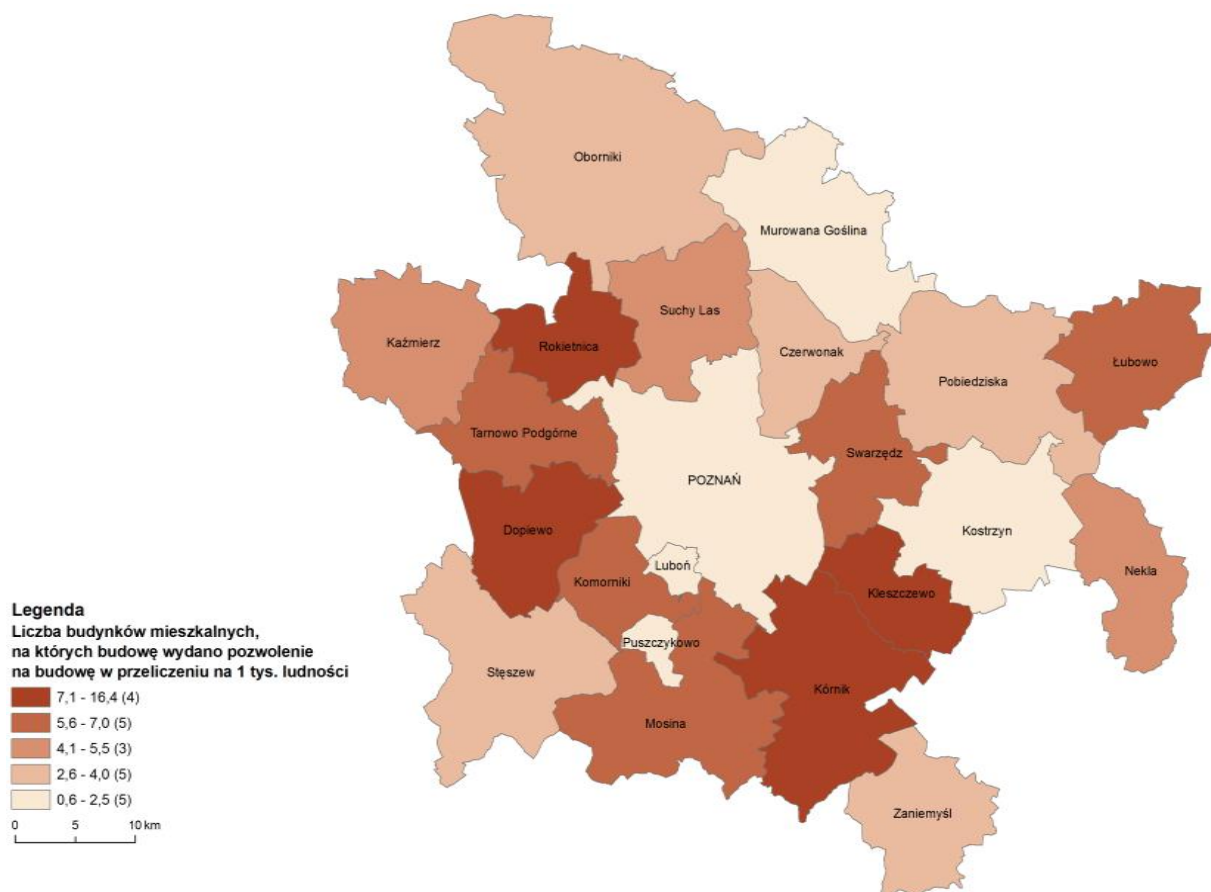 Oborniki
Murowana Goślina
Suchy Las
Kaźmierz
Rokietnica
Czerwonak
Łubowo
Pobiedziska
Tarnowo Podgórne
Swarzędz
POZNAŃ
Kostrzyn
Dopiewo
Luboń
Nekla
Komorniki
Kleszczewo
Puszczykowo
Stęszew
Kórnik
Mosina
Zaniemyśl
Legenda
Liczba budynków mieszkalnych,
na których budowę wydano pozwolenie
na budowę w przeliczeniu na 1 tys. ludności
7,1 - 16,4 (4)
5,6 - 7,0 (5)
4,1 - 5,5 (3)
2,6 - 4,0 (5)
0,6 - 2,5 (5)
0 5 10 km